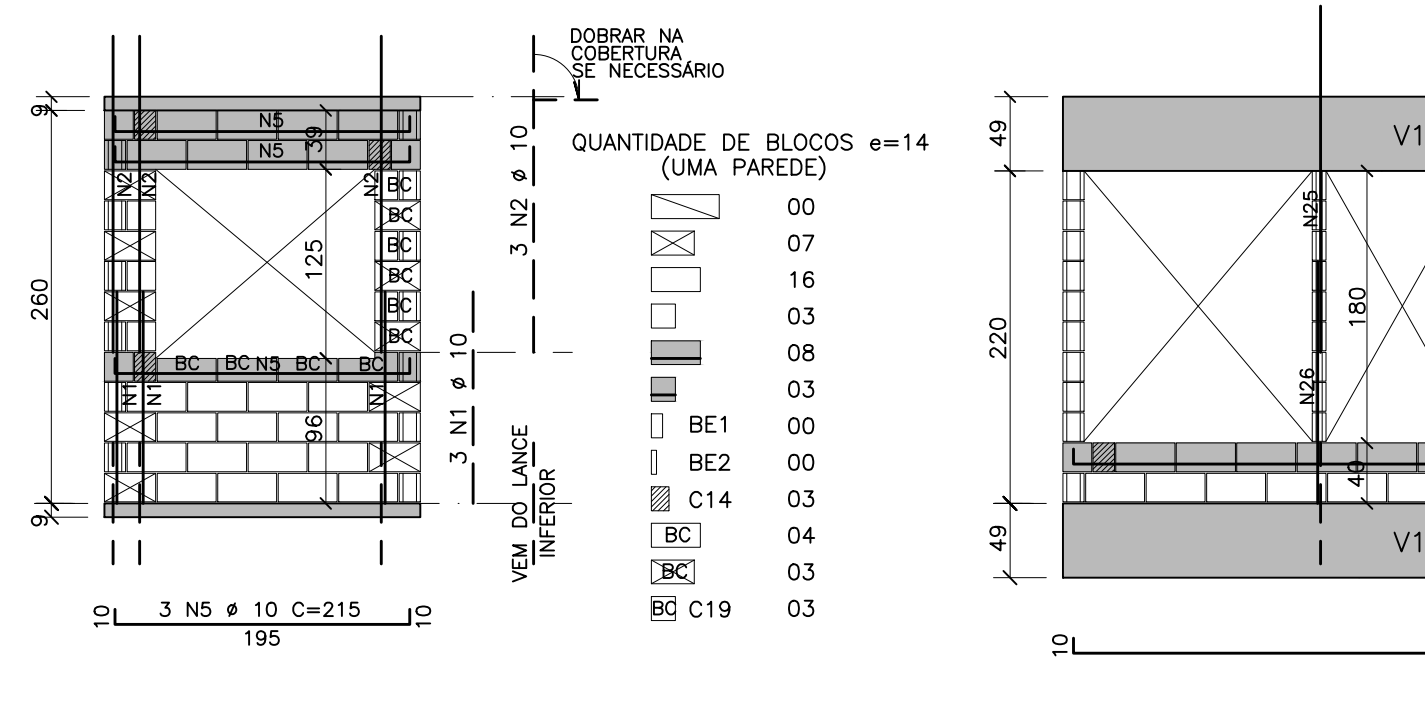 DOBRAR NA
COBERTURA
SE NECESSÁRIO
9
N5
39
N5
N2
N2
N2
BC
BC
BC
BC
BC
BC
125
260
BC
BC
N5
BC
BC
N1
N1
N1
96
9
3 N1 ø 10
3 N2 ø 10
VEM DO LANCE
INFERIOR
10
3 N5 ø 10 C=215
10
195
QUANTIDADE DE BLOCOS e=14
(UMA PAREDE)
00
07
16
03
08
03
BE1 00
BE2 00
C14 03
BC 04
BC 03
BC C19 03
49
V1
N25
220
180
N26
40
49
V1
10